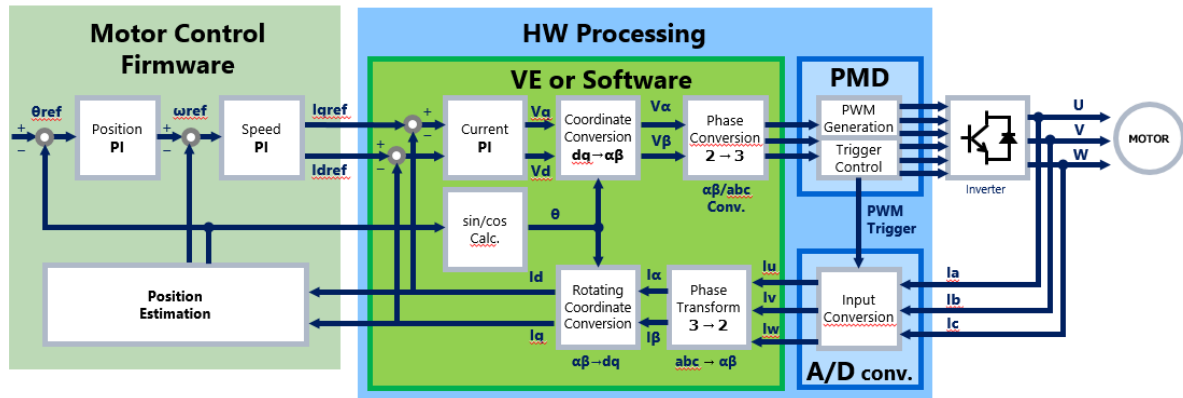 Motor Control
Firmware
HW Processing
VE or Software
PMD
θref
+
−
Position
PI
ωref
+
−
Speed
PI
Iqref
Idref
+
−
+
−
Current
PI
Vq
Vd
Coordinate
Conversion
dq→αβ
Vα
Vβ
Phase
Conversion
2 → 3
αβ/abc
Conv.
PWM
Generation
Trigger
Control
Inverter
U
V
W
MOTOR
sin/cos
Calc.
θ
PWM
Trigger
Position
Estimation
Id
Iq
Rotating
Coordinate
Conversion
αβ→dq
Iα
Iβ
Phase
Transform
3 → 2
abc → αβ
Iu
Iv
Iw
Input
Conversion
A/D conv.
Ia
Ib
Ic